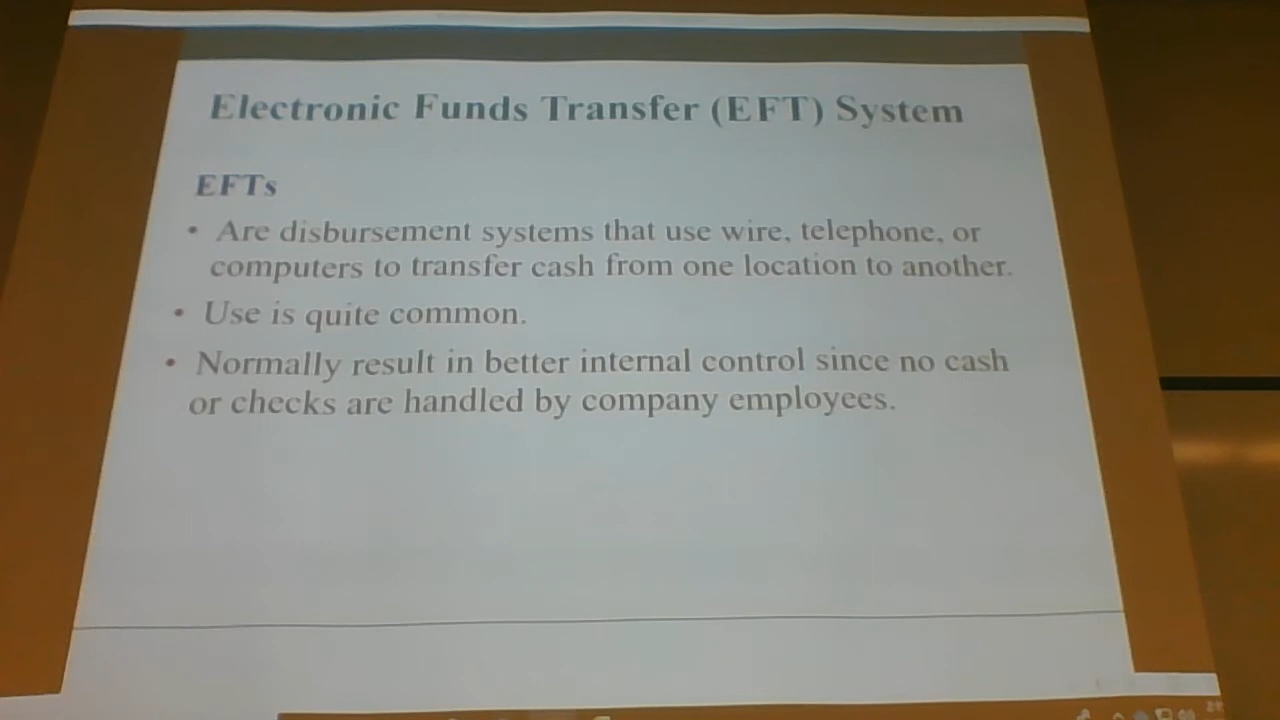 Electronic Funds Transfer (EFT) System
EFTs
• Are disbursement systems that use wire, telephone, or
computers to transfer cash from one location to another.
• Use is quite common.
• Normally result in better internal control since no cash
or checks are handled by company employees.